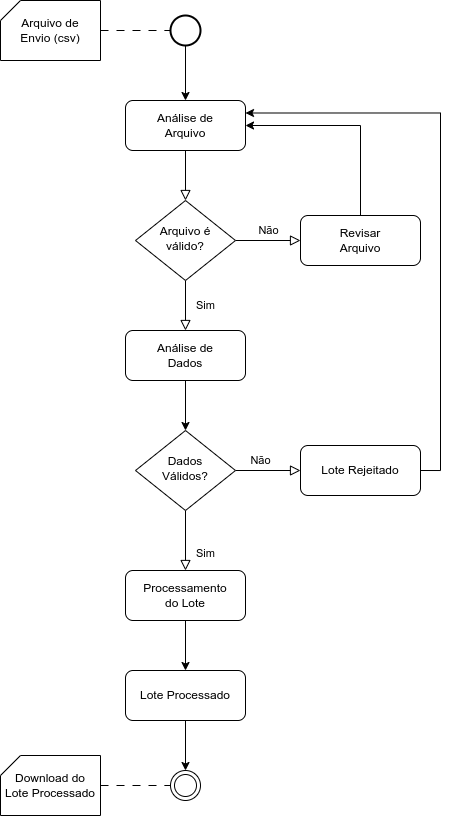 Arquivo de
Envio (csv)
Análise de
Arquivo
Arquivo é
válido?
Não
Revisar
Arquivo
Sim
Análise de
Dados
Dados
Válidos?
Não
Lote Rejeitado
Sim
Processamento
do Lote
Lote Processado
Download do
Lote Processado